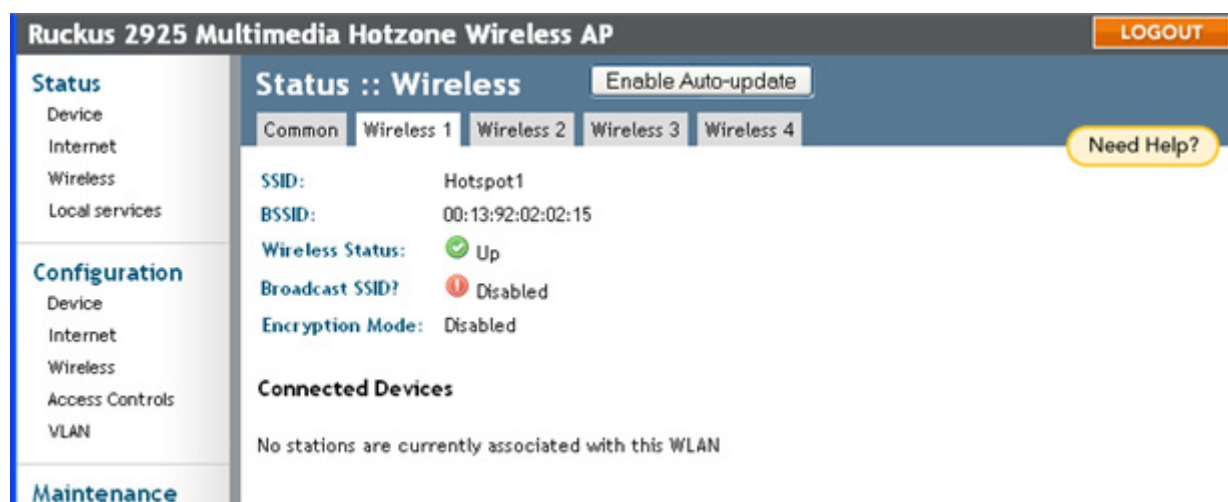 Ruckus 2925 Multimedia Hotzone Wireless AP
LOGOUT
Status
Device
Internet
Wireless
Local services
Configuration
Device
Internet
Wireless
Access Controls
VLAN
Maintenance
Status :: Wireless
Enable Auto-update
Common Wireless 1 Wireless 2 Wireless 3 Wireless 4
Need Help?
SSID: Hotspot1
BSSID: 00:13:92:02:02:15
Wireless Status: Up
Broadcast SSID? Disabled
Encryption Mode: Disabled
Connected Devices
No stations are currently associated with this WLAN